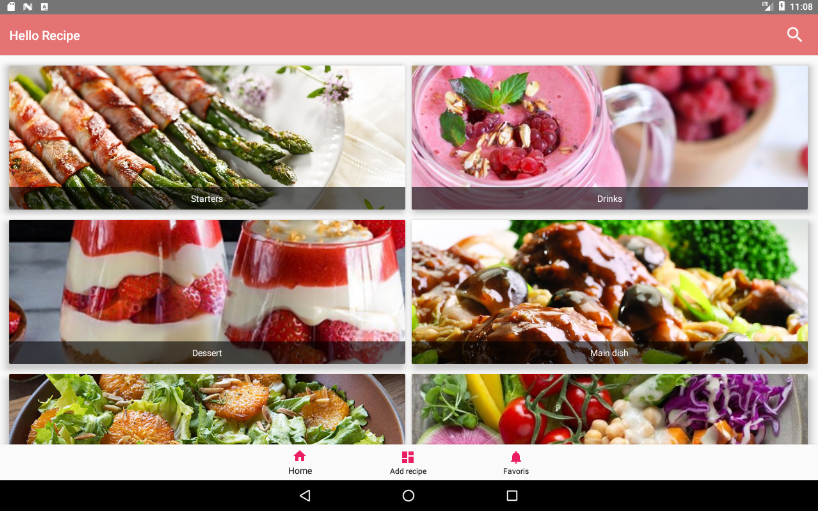 11:08
Hello Recipe
Starters
Drinks
Dessert
Main dish
Home
Add recipe
Favoris